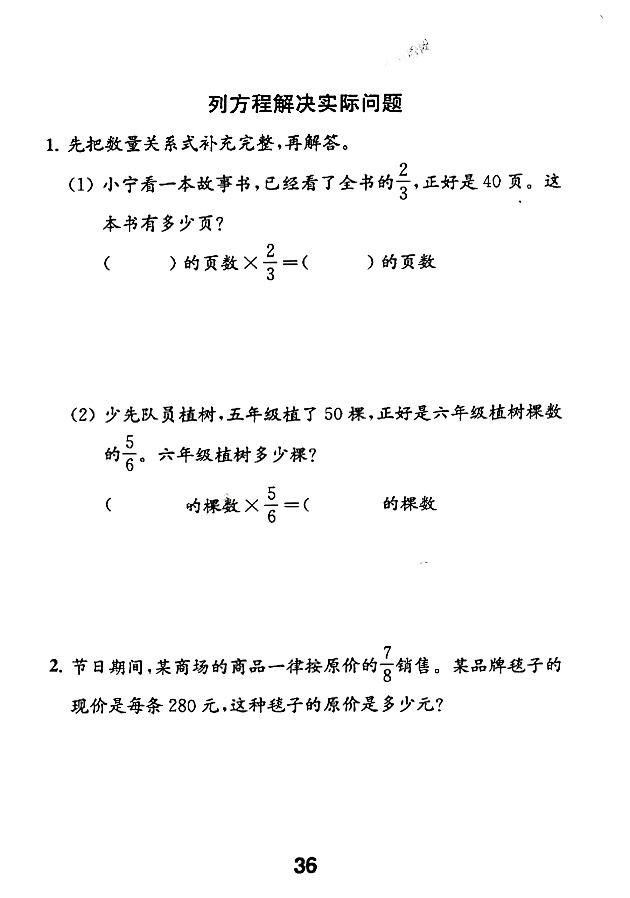 列方程解决实际问题
1. 先把数量关系式补充完整,再解答。
(1) 小宁看一本故事书,已经看了全书的2/3,正好是40页。这
本书有多少页?
(　　)的页数×2/3=(　　)的页数
(2) 少先队员植树,五年级植了50棵,正好是六年级植树棵数
的5/6。六年级植树多少棵?
(　　的棵数×5/6=(　　的棵数
2. 节日期间,某商场的商品一律按原价的7/8销售。某品牌毯子的
现价是每条280元,这种毯子的原价是多少元?
36